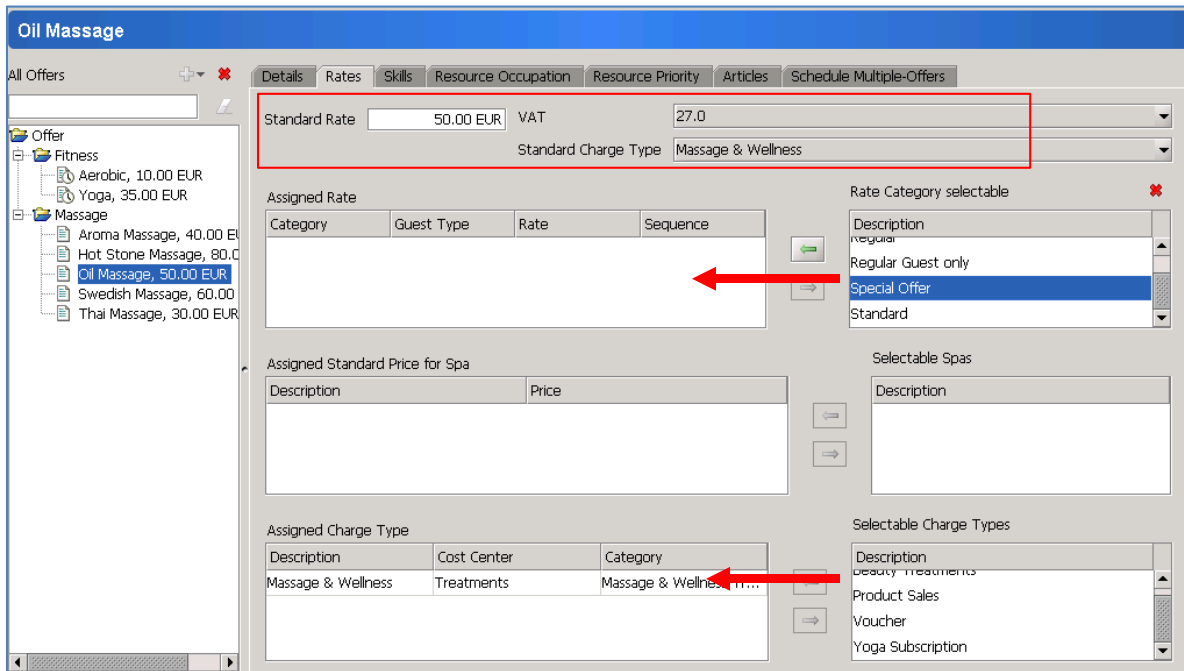 Oil Massage
All Offers
Offer
Fitness
Aerobic, 10.00 EUR
Yoga, 35.00 EUR
Massage
Aroma Massage, 40.00 EU
Hot Stone Massage, 80.0
Oil Massage, 50.00 EUR
Swedish Massage, 60.00
Thai Massage, 30.00 EUR
Details Rates Skills Resource Occupation Resource Priority Articles Schedule Multiple-Offers
Standard Rate 50.00 EUR VAT 27.0
Standard Charge Type Massage & Wellness
Assigned Rate
Category Guest Type Rate Sequence
Rate Category selectable
Description
Regular
Regular Guest only
Special Offer
Standard
Assigned Standard Price for Spa
Description Price
Selectable Spas
Description
Assigned Charge Type
Description Cost Center Category
Massage & Wellness Treatments Massage & Wellness
Selectable Charge Types
Description
Beauty Treatments
Product Sales
Voucher
Yoga Subscription